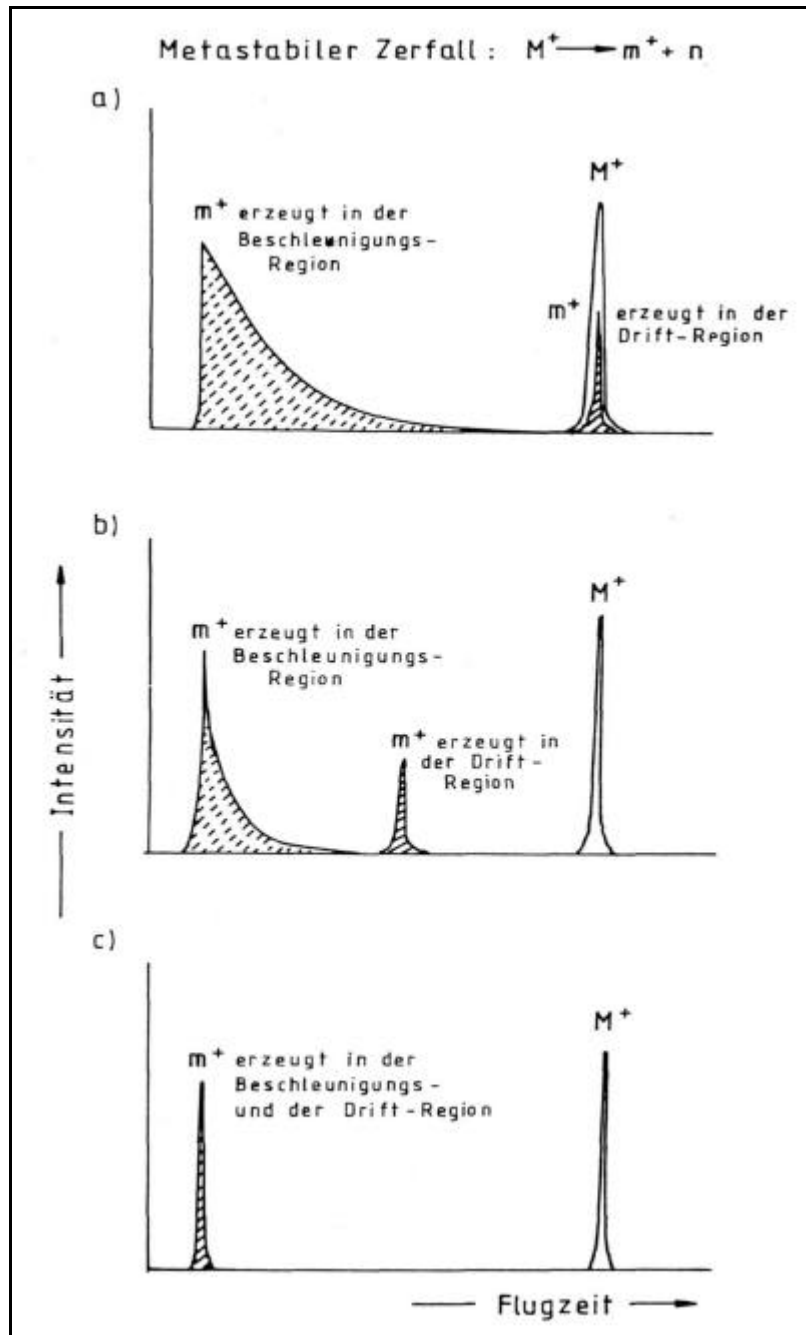 Metastabiler Zerfall : M⁺ ⟶ m⁺ + n
a)
M⁺
m⁺ erzeugt in der
Beschleunigungs-
Region
m⁺ erzeugt in der
Drift-Region
b)
M⁺
m⁺ erzeugt in der
Beschleunigungs-
Region
m⁺ erzeugt in
der Drift-
Region
Intensität
c)
M⁺
m⁺ erzeugt in der
Beschleunigungs-
und der Drift-Region
Flugzeit